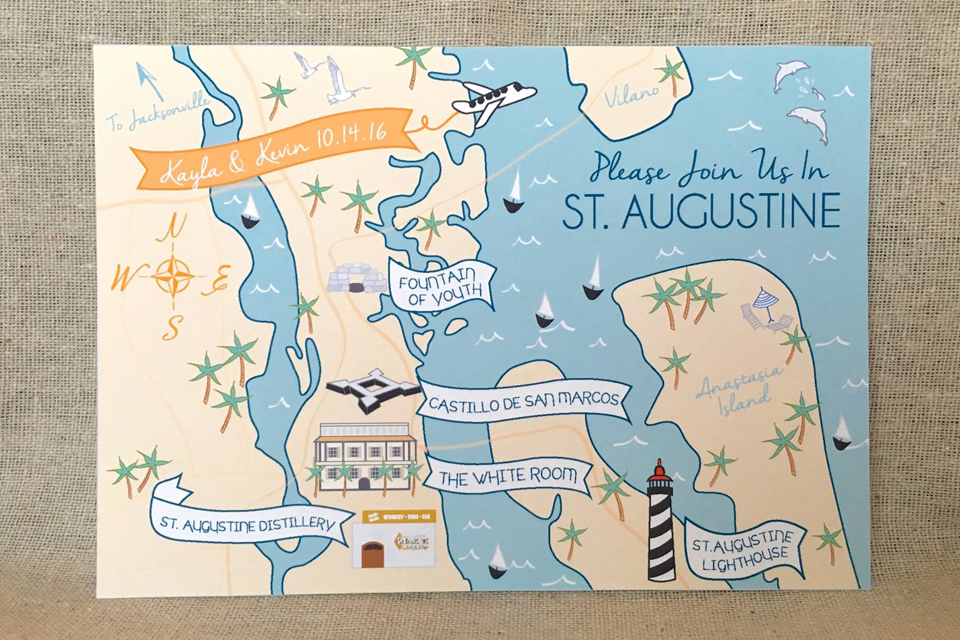 To Jacksonville
Kayla & Kevin 10.14.16
Vilano
Please Join Us In
ST. AUGUSTINE
N
W E
S
FOUNTAIN
OF YOUTH
CASTILLO DE SAN MARCOS
Anastasia
Island
THE WHITE ROOM
ST. AUGUSTINE DISTILLERY
ST. AUGUSTINE
LIGHTHOUSE